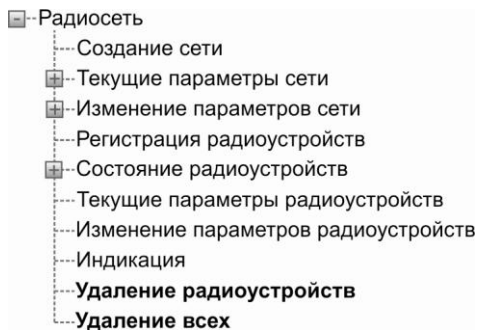 Радиосеть
Создание сети
Текущие параметры сети
Изменение параметров сети
Регистрация радиоустройств
Состояние радиоустройств
Текущие параметры радиоустройств
Изменение параметров радиоустройств
Индикация
Удаление радиоустройств
Удаление всех